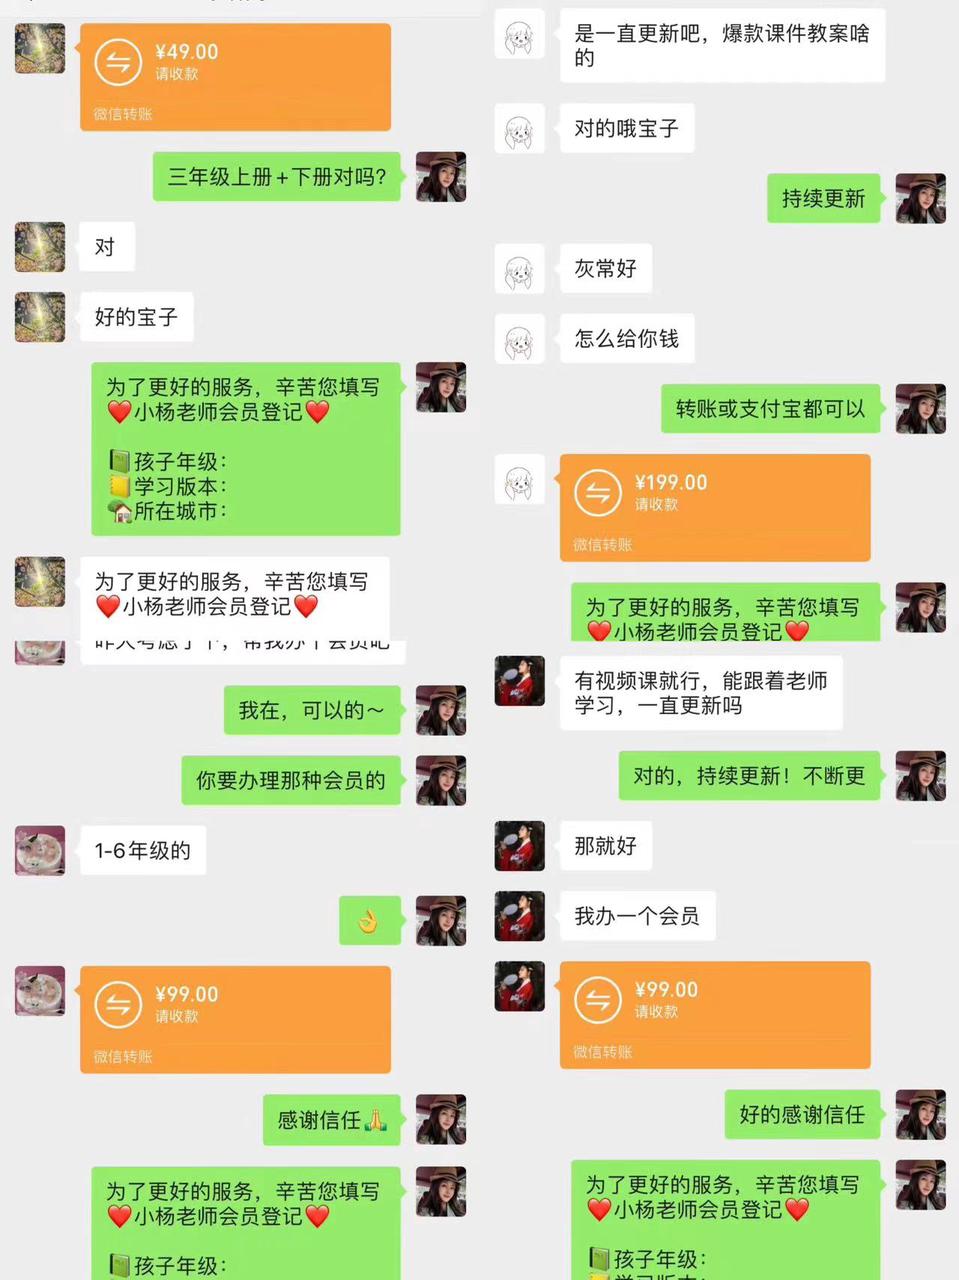 ¥49.00
请收款
微信转账
三年级上册+下册对吗?
对
好的宝子
为了更好的服务，辛苦您填写
❤️小杨老师会员登记❤️
📗孩子年级：
📒学习版本：
🏡所在城市：
为了更好的服务，辛苦您填写
❤️小杨老师会员登记❤️
我在，可以的～
你要办理那种会员的
1-6年级的
👌
¥99.00
请收款
微信转账
感谢信任🙏
为了更好的服务，辛苦您填写
❤️小杨老师会员登记❤️
📗孩子年级：
是一直更新吧，爆款课件教案啥
的
对的哦宝子
持续更新
灰常好
怎么给你钱
转账或支付宝都可以
¥199.00
请收款
微信转账
为了更好的服务，辛苦您填写
❤️小杨老师会员登记❤️
有视频课就行，能跟着老师
学习，一直更新吗
对的，持续更新！不断更
那就好
我办一个会员
¥99.00
请收款
微信转账
好的感谢信任
为了更好的服务，辛苦您填写
❤️小杨老师会员登记❤️
📗孩子年级：